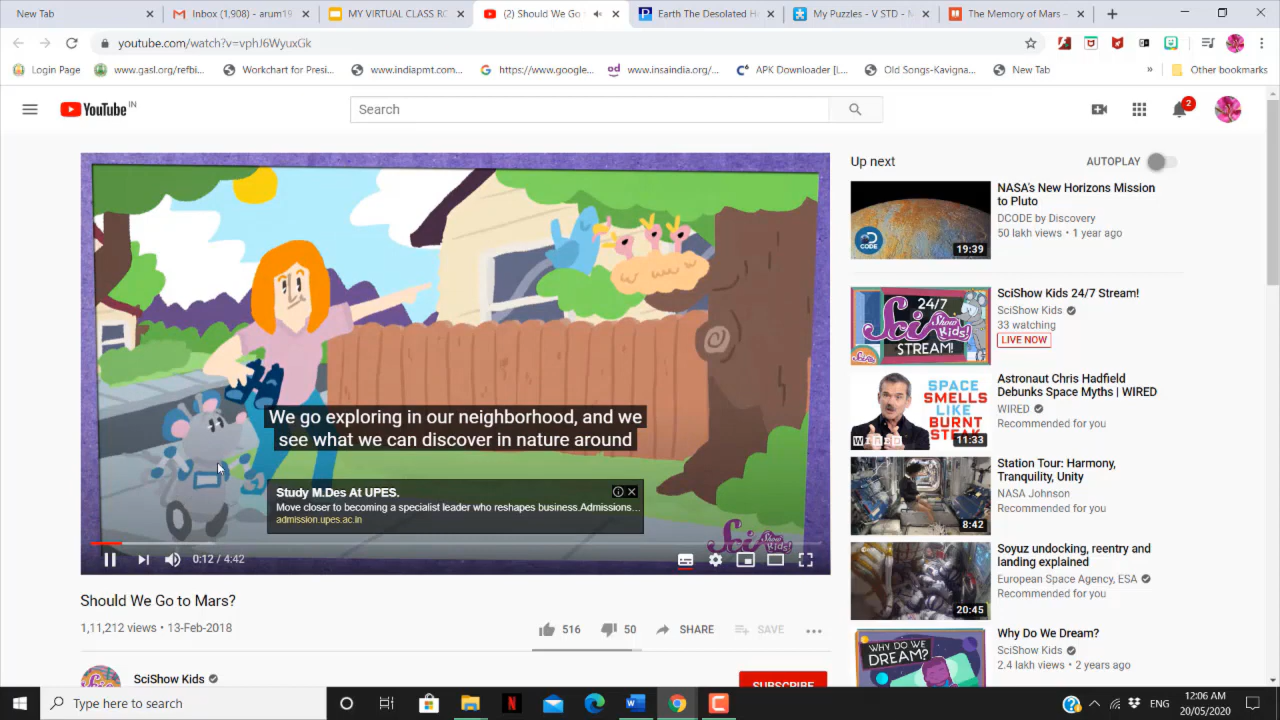 New Tab
Inbox (1,908) - arum19
MY VIRTUAL CLASS RO
(2) Should We Go
Earth The Desolated H
My Puzzles - V STD - M
The Memory of Mars –
youtube.com/watch?v=vphJ6WyuxGk
Login Page
www.gasl.org/refbi...
Workchart for Presi...
www.indiapmt.com...
https://www.google...
www.insaindia.org/...
APK Downloader [...
Old Songs-Kavigna...
New Tab
Other bookmarks
YouTube IN
Search
2
We go exploring in our neighborhood, and we
see what we can discover in nature around
Study M.Des At UPES.
Move closer to becoming a specialist leader who reshapes business.Admissions...
admission.upes.ac.in
SciShow Kids!
0:12 / 4:42
Should We Go to Mars?
1,11,212 views • 13-Feb-2018
516
50
SHARE
SAVE
SciShow Kids
SUBSCRIBE
Up next
AUTOPLAY
CODE
19:39
NASA's New Horizons Mission
to Pluto
DCODE by Discovery
50 lakh views • 1 year ago
24/7
SciShow Kids!
STREAM!
SciShow Kids 24/7 Stream!
SciShow Kids
33 watching
LIVE NOW
SPACE
SMELLS
LIKE
BURNT
STEAK
WIRED
11:33
Astronaut Chris Hadfield
Debunks Space Myths | WIRED
WIRED
Recommended for you
8:42
Station Tour: Harmony,
Tranquility, Unity
NASA Johnson
Recommended for you
20:45
Soyuz undocking, reentry and
landing explained
European Space Agency, ESA
Recommended for you
WHY DO WE
DREAM?
Why Do We Dream?
SciShow Kids
2.4 lakh views • 2 years ago
Type here to search
ENG
12:06 AM
20/05/2020